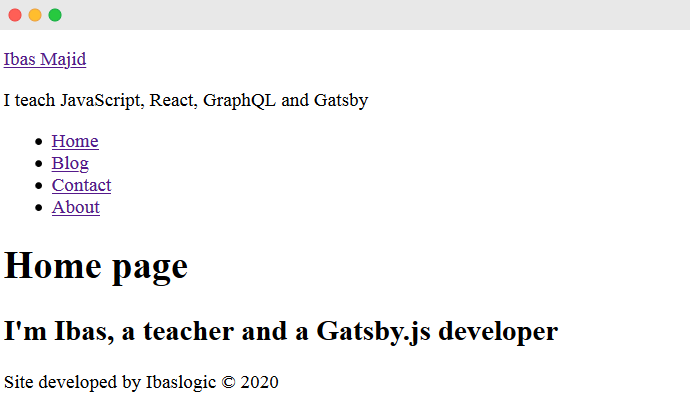 Ibas Majid
I teach JavaScript, React, GraphQL and Gatsby
Home
Blog
Contact
About
Home page
I'm Ibas, a teacher and a Gatsby.js developer
Site developed by Ibaslogic © 2020